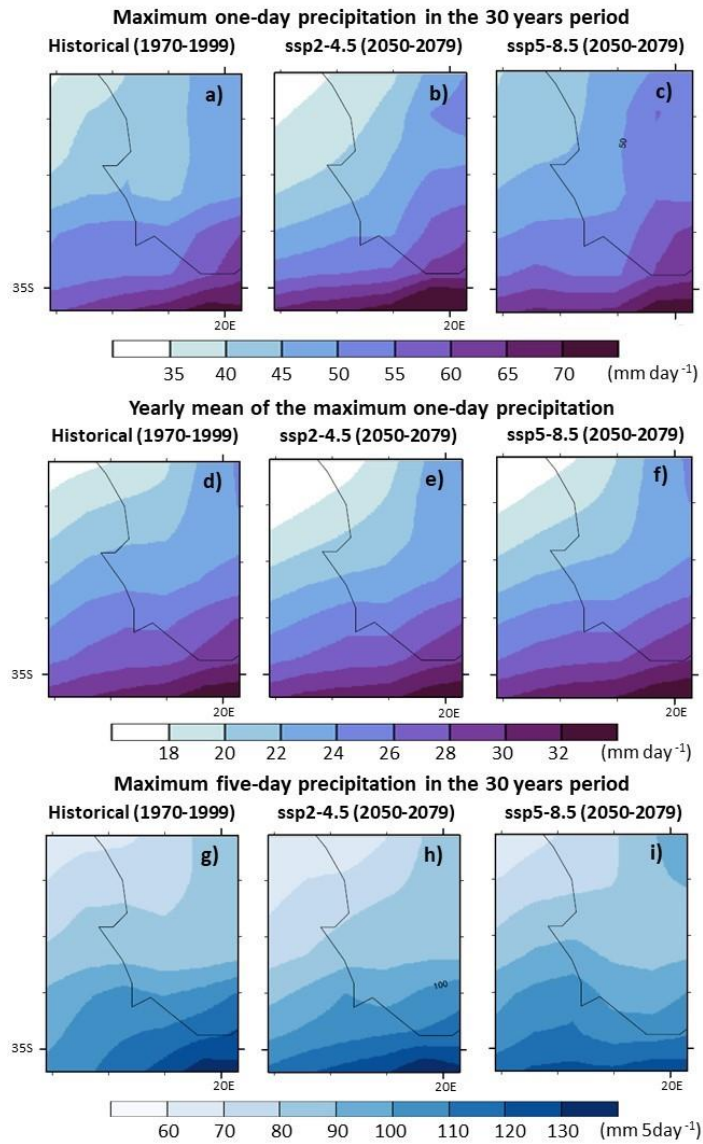 Maximum one-day precipitation in the 30 years period
Historical (1970-1999) ssp2-4.5 (2050-2079) ssp5-8.5 (2050-2079)
a) b) c)
50
35S
20E 20E
35 40 45 50 55 60 65 70 (mm day⁻¹)
Yearly mean of the maximum one-day precipitation
Historical (1970-1999) ssp2-4.5 (2050-2079) ssp5-8.5 (2050-2079)
d) e) f)
35S
20E 20E 20E
18 20 22 24 26 28 30 32 (mm day⁻¹)
Maximum five-day precipitation in the 30 years period
Historical (1970-1999) ssp2-4.5 (2050-2079) ssp5-8.5 (2050-2079)
g) h) i)
100
35S
20E 20E 20E
60 70 80 90 100 110 120 130 (mm 5day⁻¹)